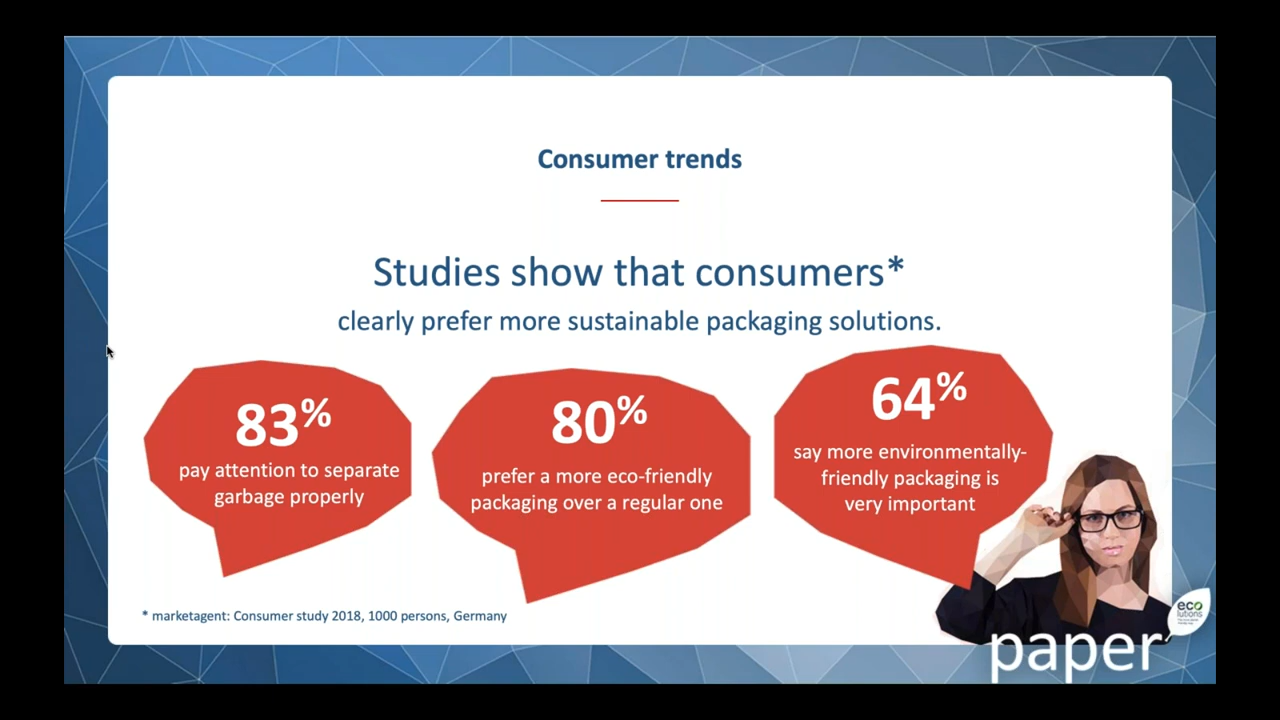 Consumer trends
Studies show that consumers*
clearly prefer more sustainable packaging solutions.
83%
pay attention to separate
garbage properly
80%
prefer a more eco-friendly
packaging over a regular one
64%
say more environmentally-
friendly packaging is
very important
* marketagent: Consumer study 2018, 1000 persons, Germany
eco
lutions
paper